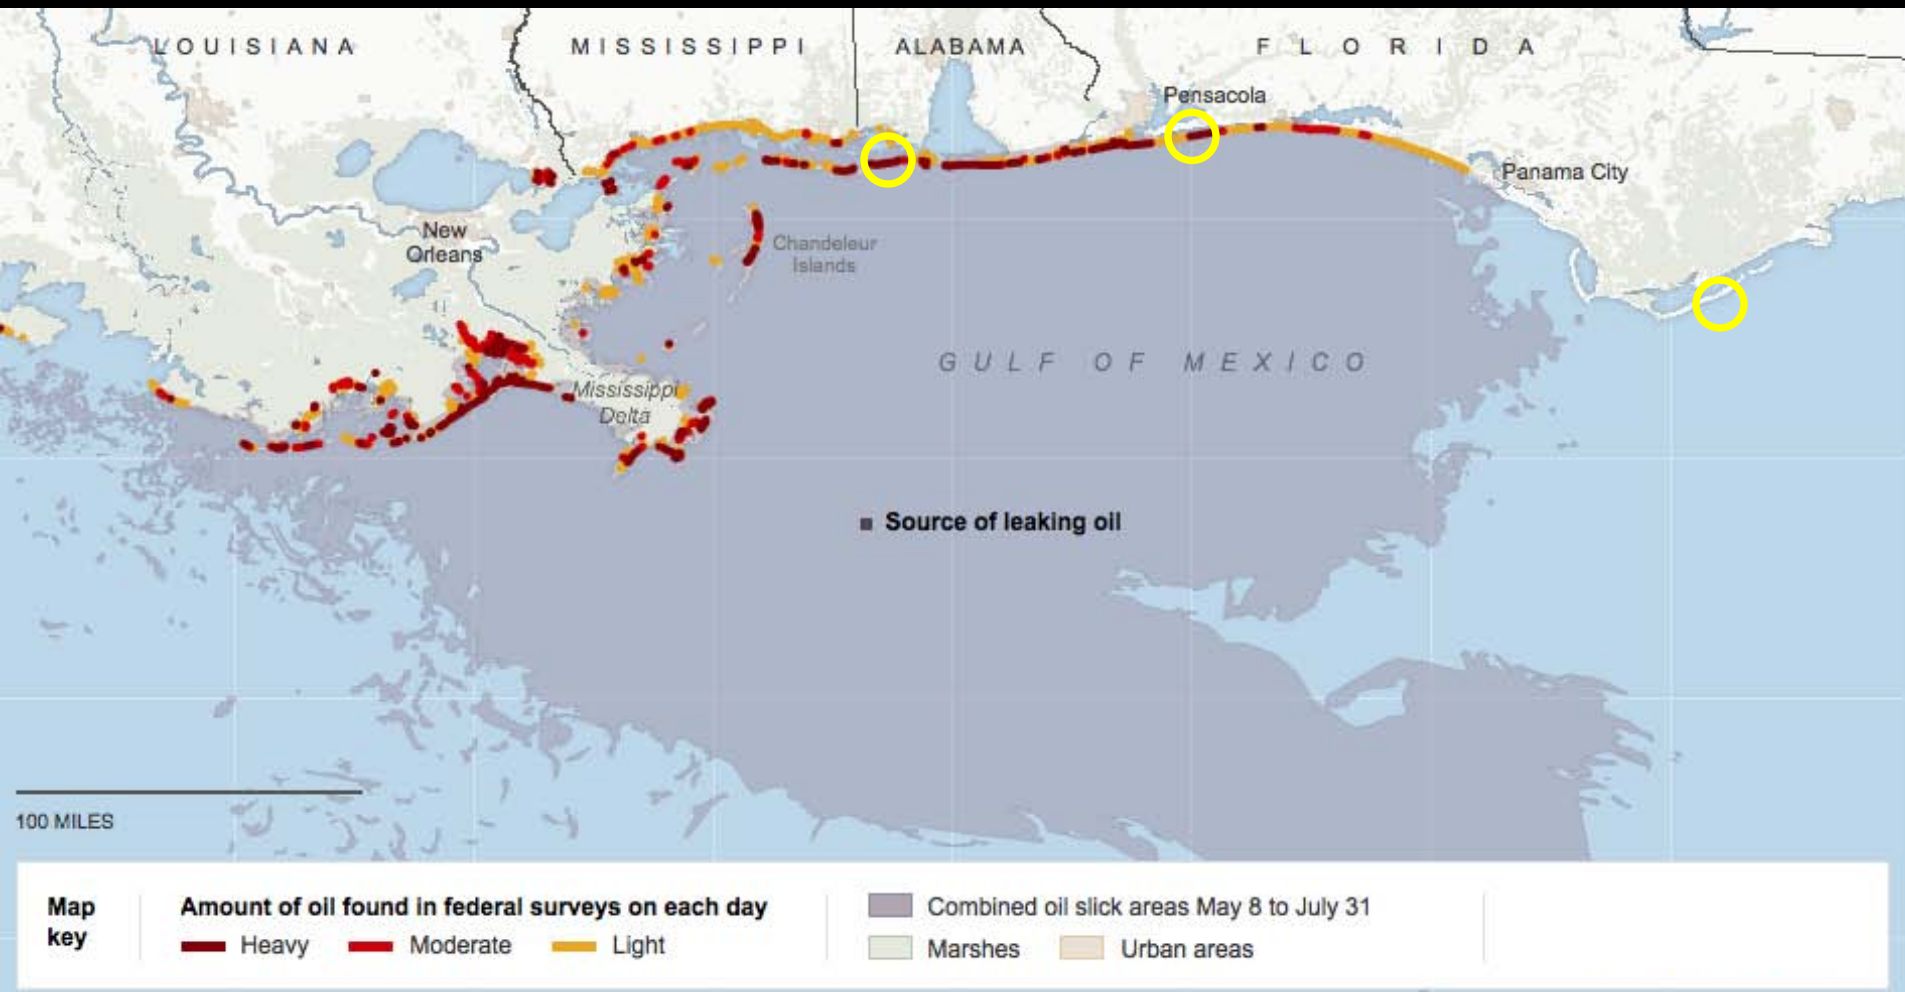 LOUISIANA
MISSISSIPPI
ALABAMA
FLORIDA
Pensacola
Panama City
New
Orleans
Chandeleur
Islands
GULF OF MEXICO
Mississippi
Delta
Source of leaking oil
100 MILES
Map
key
Amount of oil found in federal surveys on each day
Heavy
Moderate
Light
Combined oil slick areas May 8 to July 31
Marshes
Urban areas